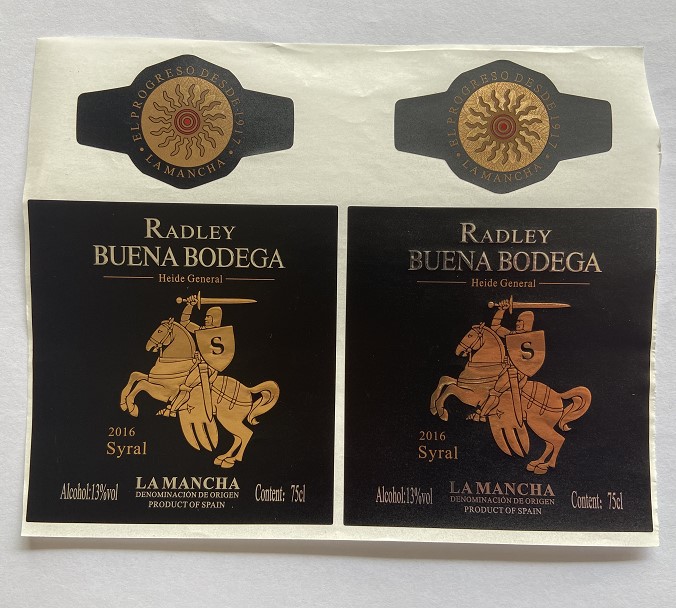 EL PROGRESO DESDE 1917
• LA MANCHA •
EL PROGRESO DESDE 1917
• LA MANCHA •
RADLEY
BUENA BODEGA
Heide General
S
2016
Syral
Alcohol:13%vol
LA MANCHA
DENOMINACIÓN DE ORIGEN
PRODUCT OF SPAIN
Content: 75cl
RADLEY
BUENA BODEGA
Heide General
S
2016
Syral
Alcohol:13%vol
LA MANCHA
DENOMINACIÓN DE ORIGEN
PRODUCT OF SPAIN
Content: 75cl